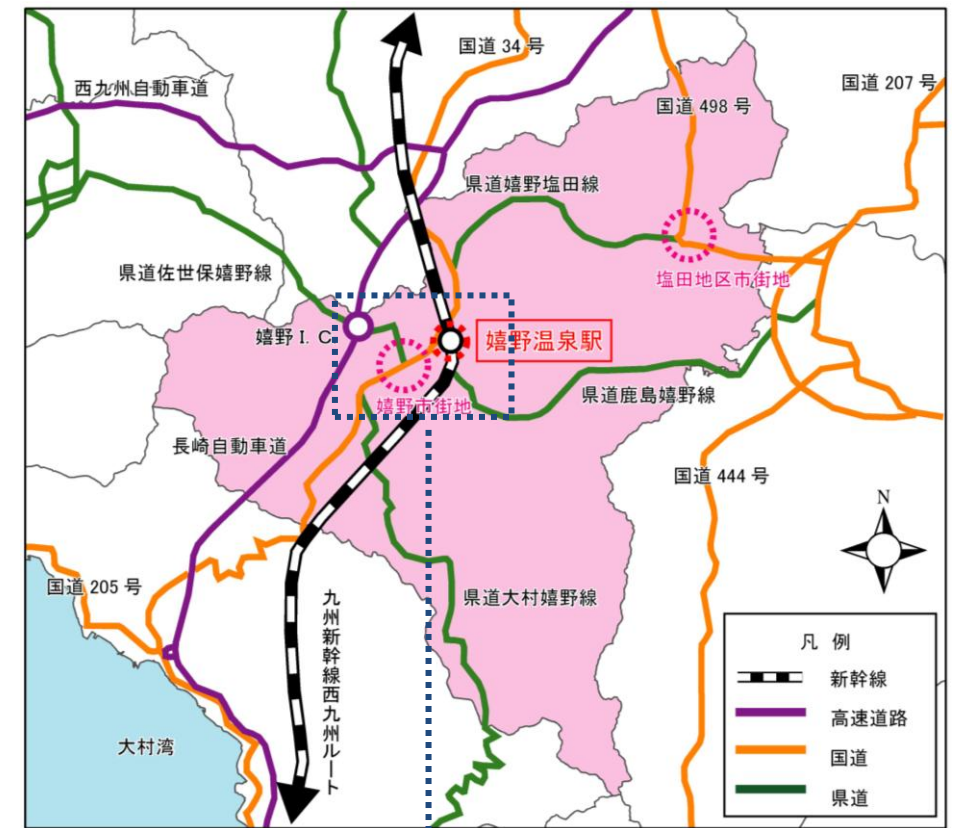 国道 34 号
西九州自動車道
国道 207 号
国道 498 号
県道嬉野塩田線
県道佐世保嬉野線
塩田地区市街地
嬉野 I. C
嬉野温泉駅
県道鹿島嬉野線
嬉野市街地
長崎自動車道
国道 444 号
N
国道 205 号
九州新幹線西九州ルート
県道大村嬉野線
大村湾
凡 例
新幹線
高速道路
国道
県道